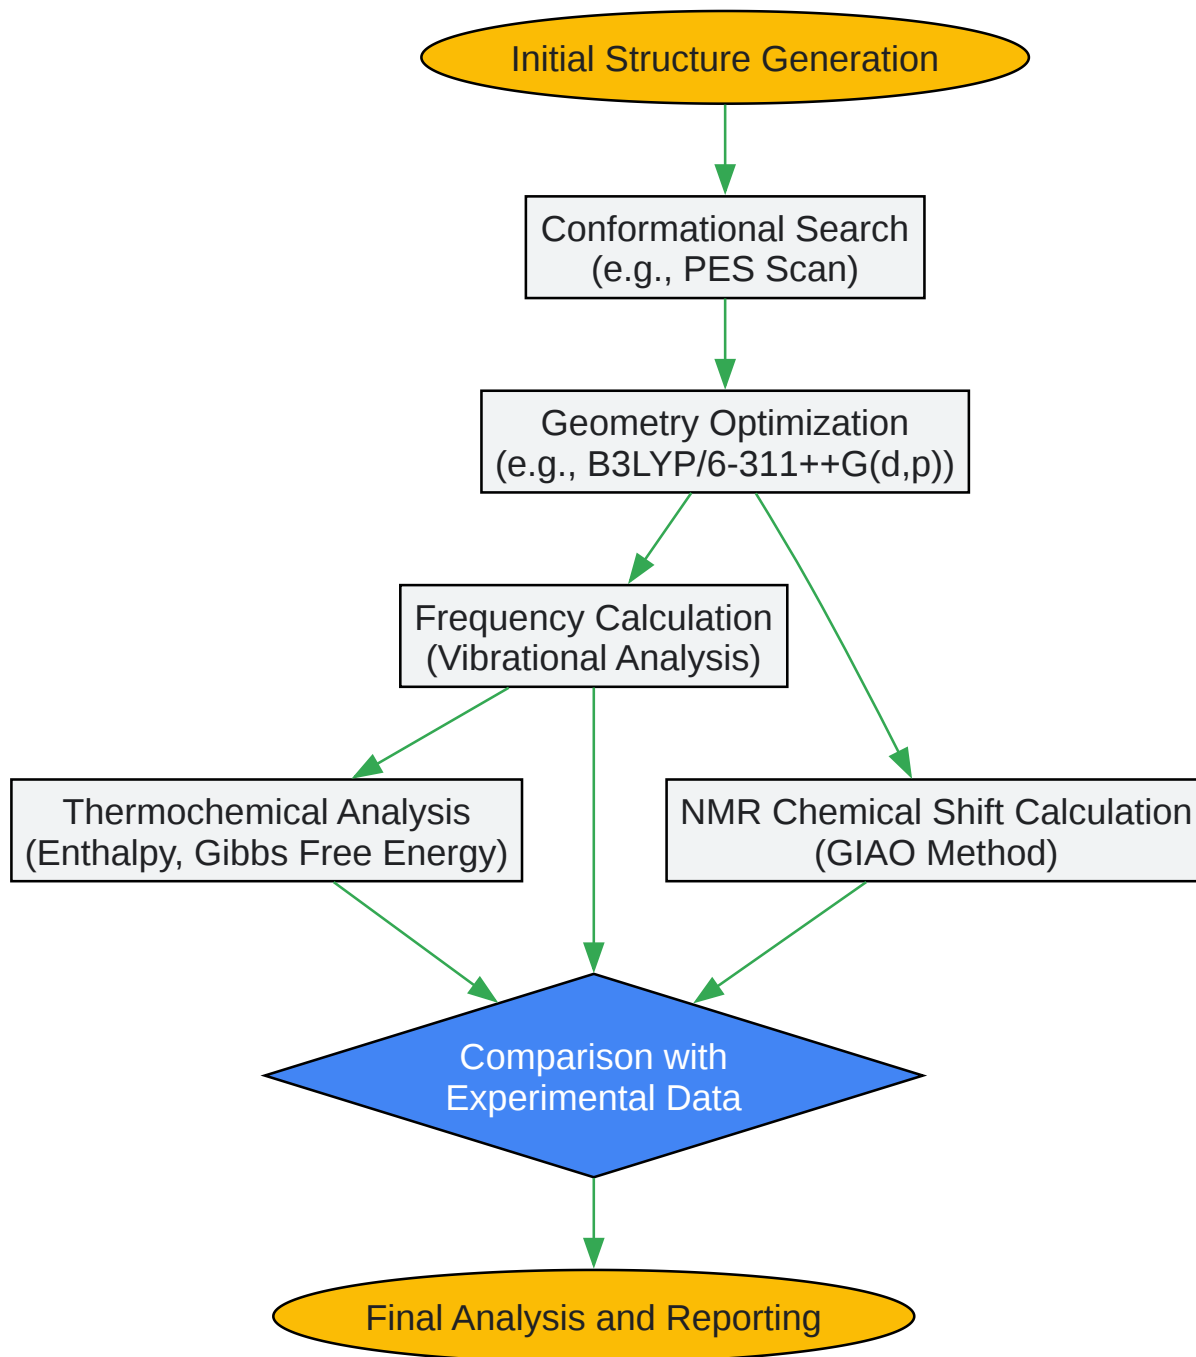 Initial Structure Generation
Conformational Search
(e.g., PES Scan)
Geometry Optimization
(e.g., B3LYP/6-311++G(d,p))
Frequency Calculation
(Vibrational Analysis)
Thermochemical Analysis
(Enthalpy, Gibbs Free Energy)
NMR Chemical Shift Calculation
(GIAO Method)
Comparison with
Experimental Data
Final Analysis and Reporting